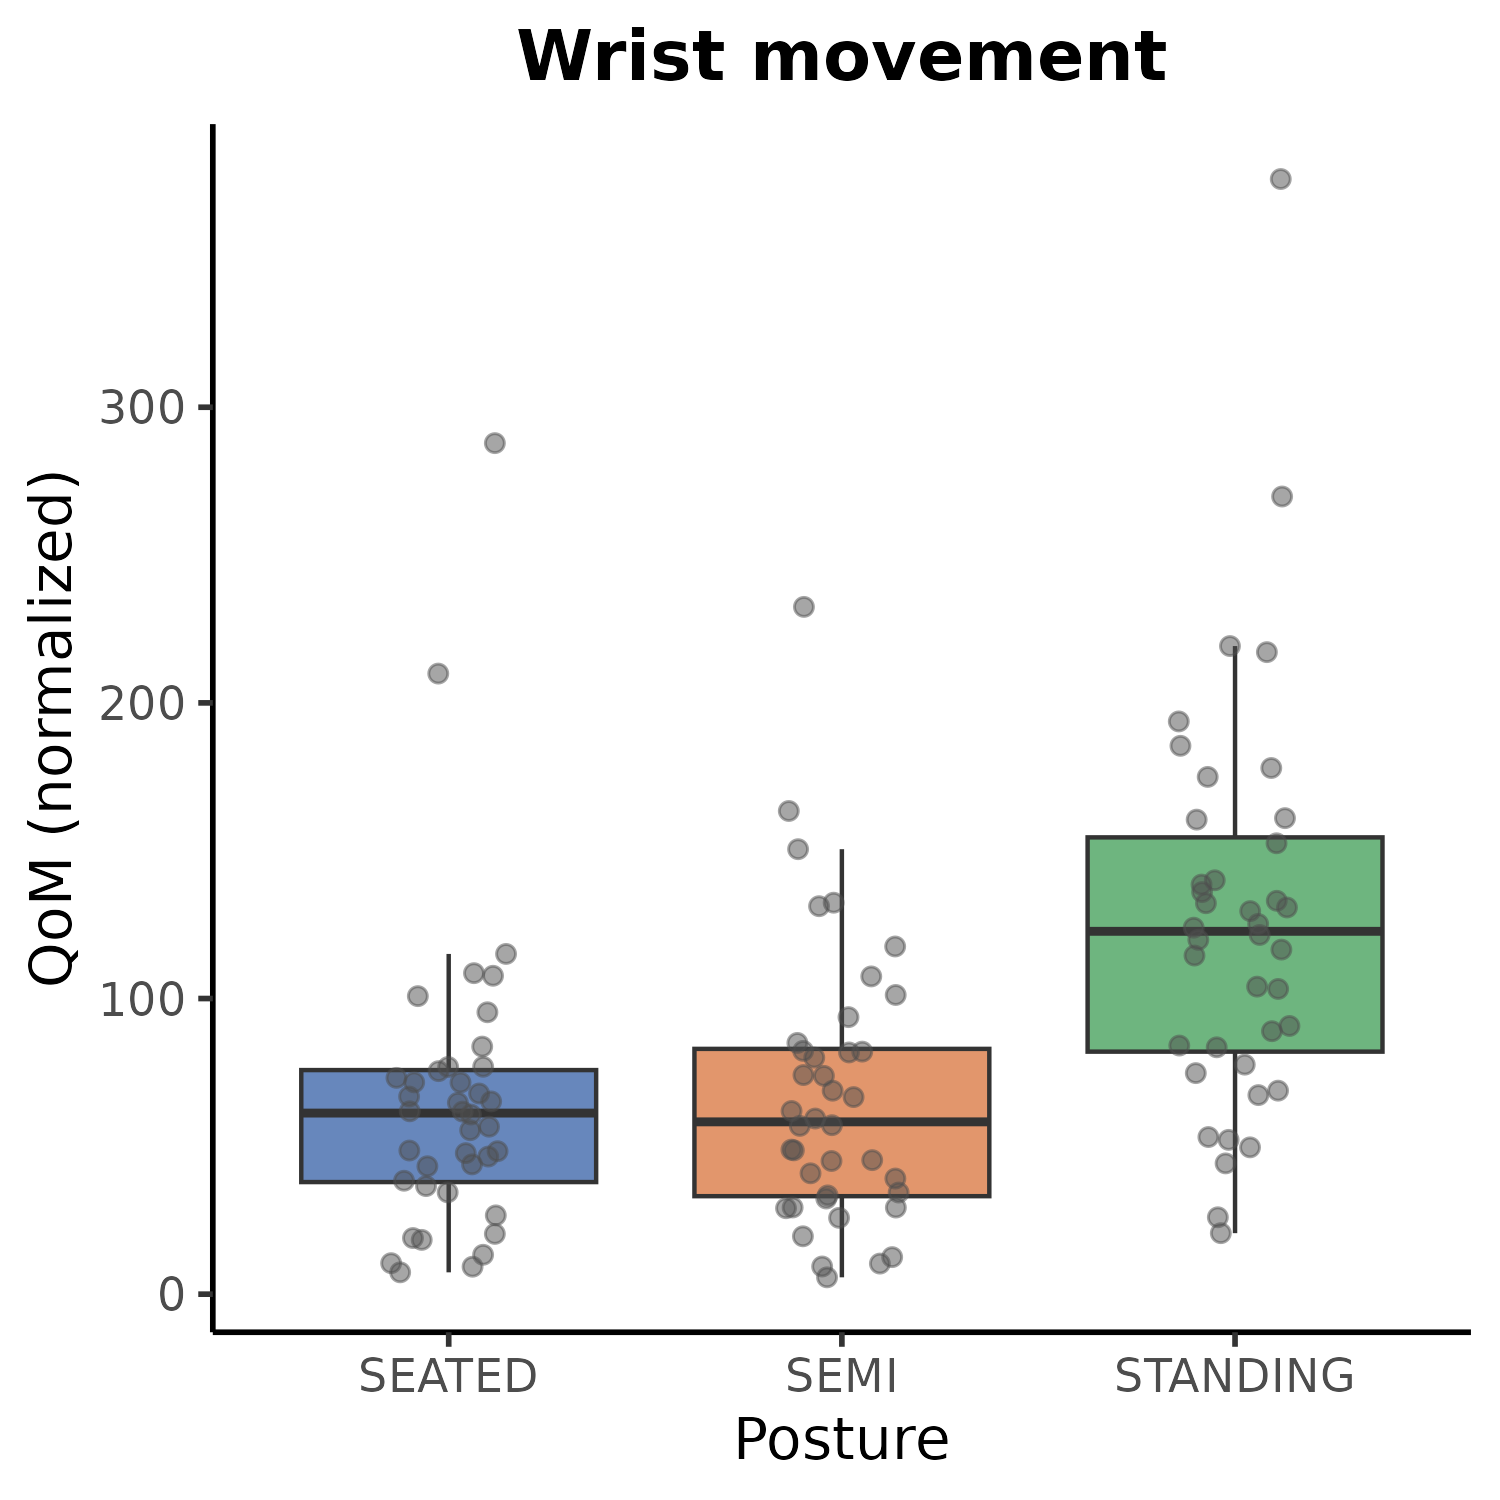 Wrist movement
QoM (normalized)
300
200
100
0
SEATED SEMI STANDING
Posture